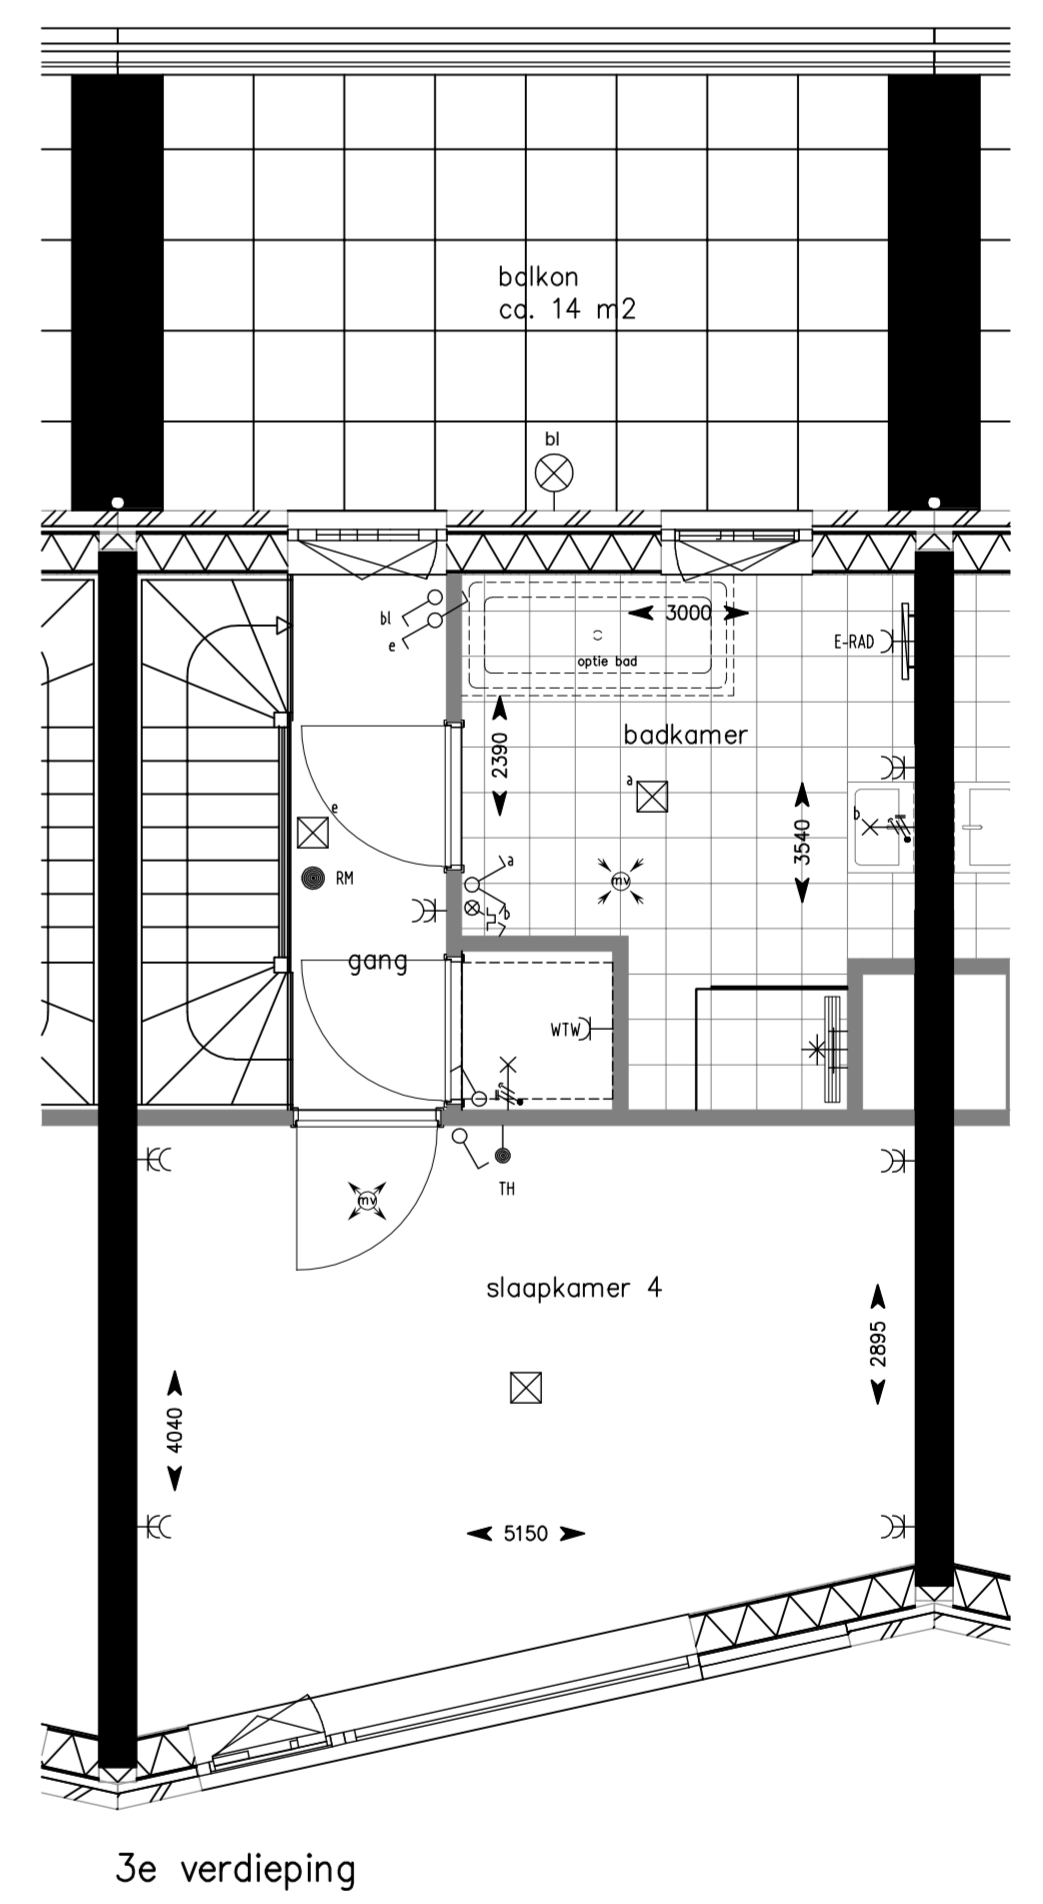 balkon
ca. 14 m2
bl
bl
e
3000
optie bad
E-RAD
2390
badkamer
a
e
3540
b
RM
mv
a
b
gang
WTW
TH
mv
slaapkamer 4
2895
4040
5150
3e verdieping